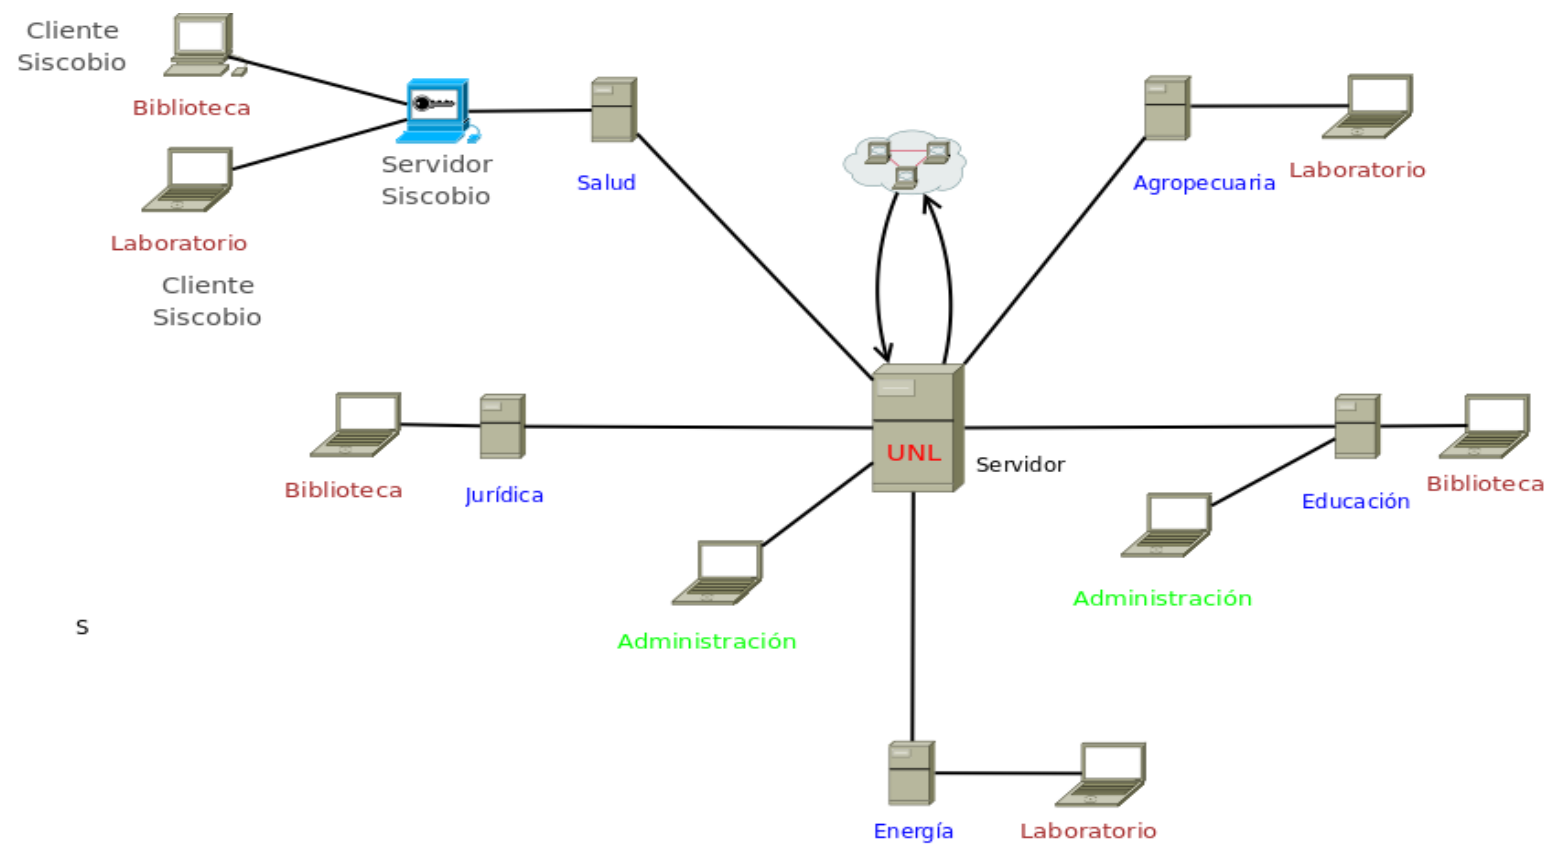 Cliente
Siscobio
Biblioteca
Servidor
Siscobio
Salud
Agropecuaria
Laboratorio
Laboratorio
Cliente
Siscobio
UNL
Servidor
Biblioteca
Jurídica
Educación
Biblioteca
Administración
Administración
S
Energía
Laboratorio